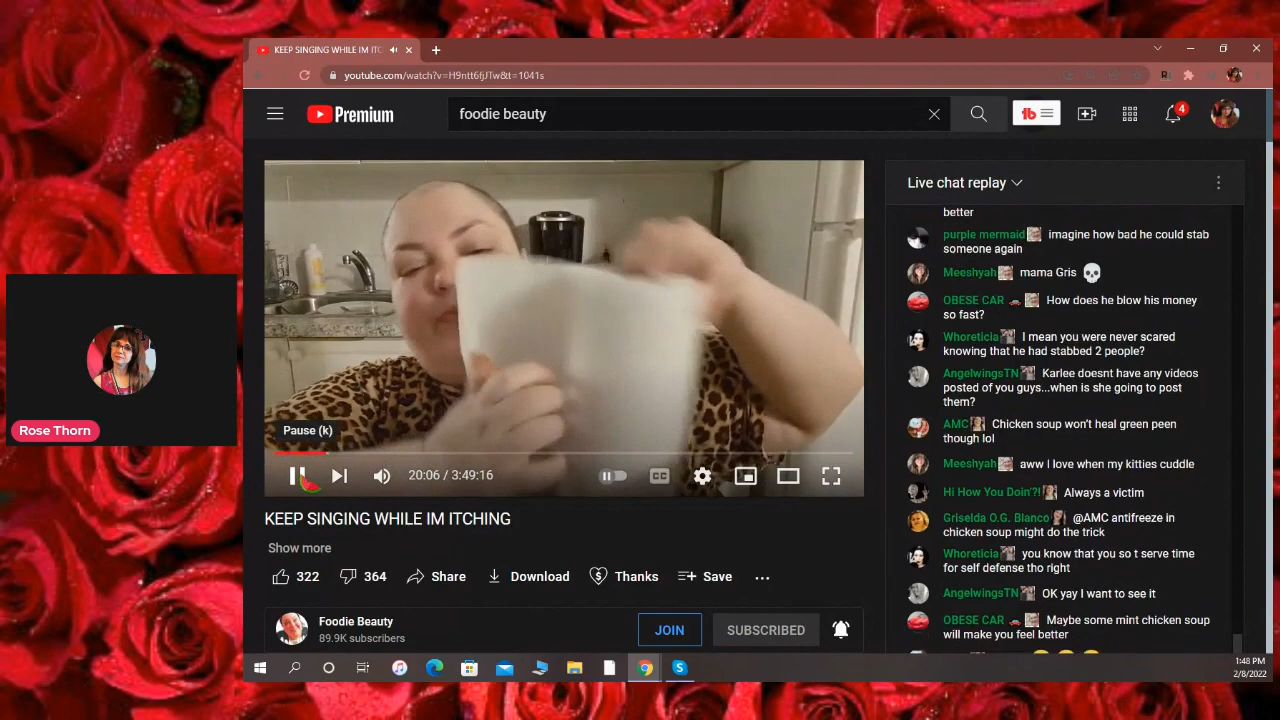 KEEP SINGING WHILE IM ITC
youtube.com/watch?v=H9ntt6fjJTw&t=1041s
Premium
foodie beauty
tb
4
Pause (k)
20:06 / 3:49:16
CC
KEEP SINGING WHILE IM ITCHING
Show more
322
364
Share
Download
Thanks
Save
Foodie Beauty
89.9K subscribers
JOIN
SUBSCRIBED
Live chat replay
better
purple mermaid imagine how bad he could stab
someone again
Meeshyah mama Gris
OBESE CAR How does he blow his money
so fast?
Whoreticia I mean you were never scared
knowing that he had stabbed 2 people?
AngelwingsTN Karlee doesnt have any videos
posted of you guys...when is she going to post
them?
AMC Chicken soup won't heal green peen
though lol
Meeshyah aww I love when my kitties cuddle
Hi How You Doin'?! Always a victim
Griselda O.G. Blanco @AMC antifreeze in
chicken soup might do the trick
Whoreticia you know that you so t serve time
for self defense tho right
AngelwingsTN OK yay I want to see it
OBESE CAR Maybe some mint chicken soup
will make you feel better
Rose Thorn
1:48 PM
2/8/2022